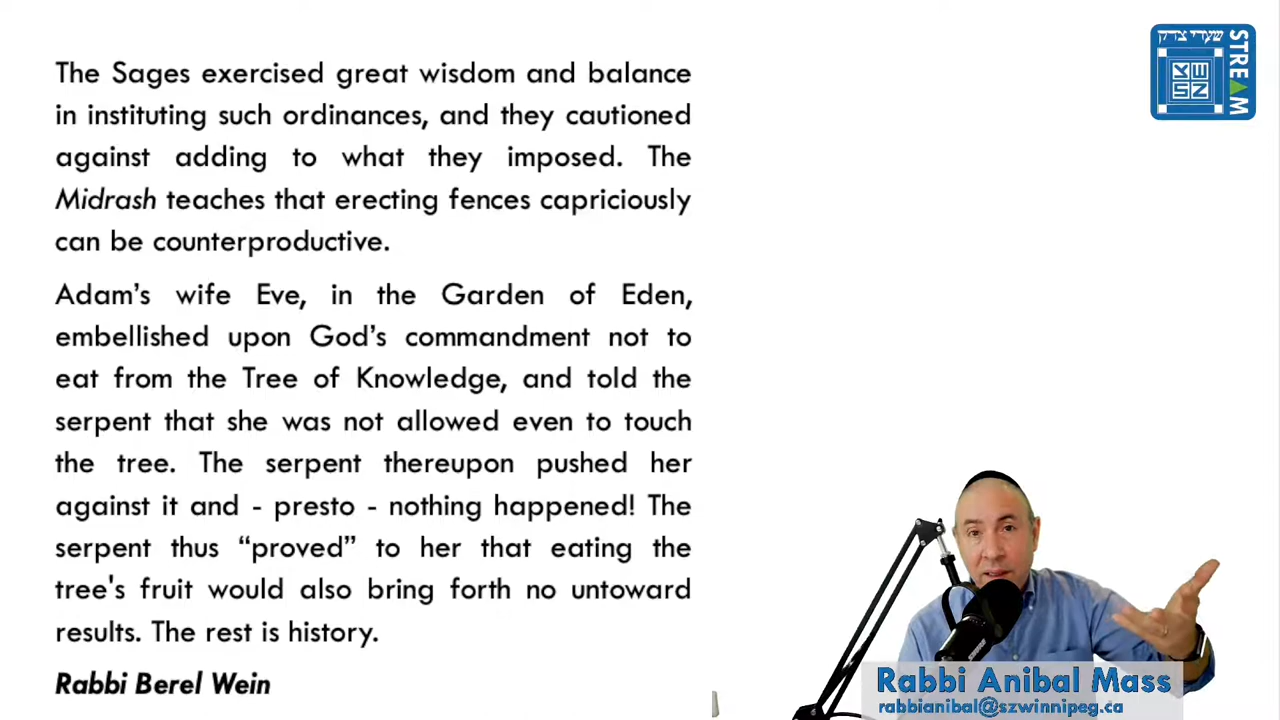 The Sages exercised great wisdom and balance
in instituting such ordinances, and they cautioned
against adding to what they imposed. The
Midrash teaches that erecting fences capriciously
can be counterproductive.
Adam's wife Eve, in the Garden of Eden,
embellished upon God's commandment not to
eat from the Tree of Knowledge, and told the
serpent that she was not allowed even to touch
the tree. The serpent thereupon pushed her
against it and - presto - nothing happened! The
serpent thus “proved” to her that eating the
tree's fruit would also bring forth no untoward
results. The rest is history.
Rabbi Berel Wein
שערי צדק
STREAM
Rabbi Anibal Mass
rabbianibal@szwinnipeg.ca